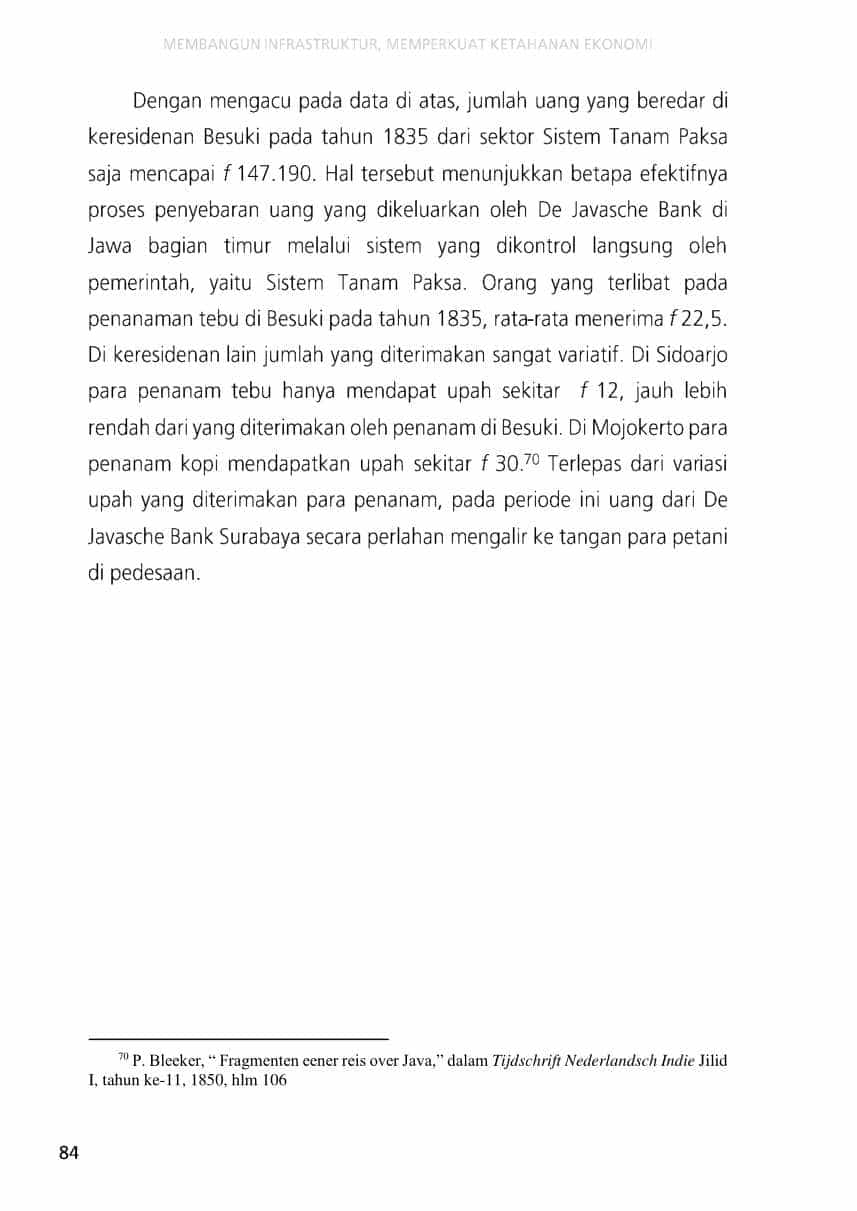 MEMBANGUN INFRASTRUKTUR, MEMPERKUAT KETAHANAN EKONOMI
Dengan mengacu pada data di atas, jumlah uang yang beredar di
keresidenan Besuki pada tahun 1835 dari sektor Sistem Tanam Paksa
saja mencapai f 147.190. Hal tersebut menunjukkan betapa efektifnya
proses penyebaran uang yang dikeluarkan oleh De Javasche Bank di
Jawa bagian timur melalui sistem yang dikontrol langsung oleh
pemerintah, yaitu Sistem Tanam Paksa. Orang yang terlibat pada
penanaman tebu di Besuki pada tahun 1835, rata-rata menerima f 22,5.
Di keresidenan lain jumlah yang diterimakan sangat variatif. Di Sidoarjo
para penanam tebu hanya mendapat upah sekitar f 12, jauh lebih
rendah dari yang diterimakan oleh penanam di Besuki. Di Mojokerto para
penanam kopi mendapatkan upah sekitar f 30.70 Terlepas dari variasi
upah yang diterimakan para penanam, pada periode ini uang dari De
Javasche Bank Surabaya secara perlahan mengalir ke tangan para petani
di pedesaan.
70 P. Bleeker, “ Fragmenten eener reis over Java,” dalam Tijdschrift Nederlandsch Indie Jilid
I, tahun ke-11, 1850, hlm 106
84